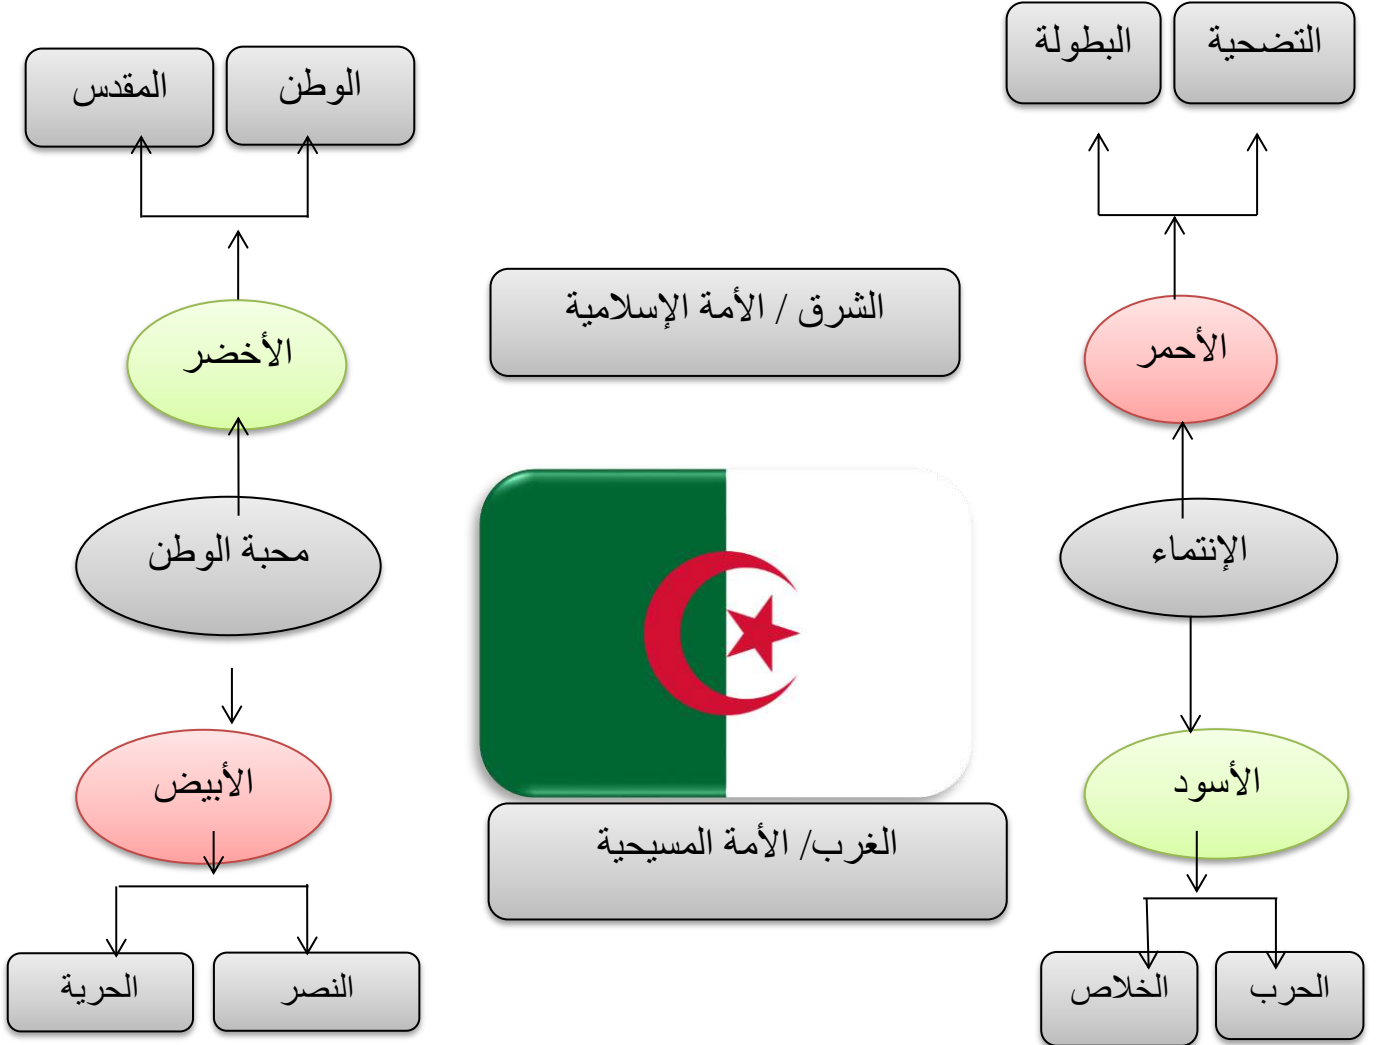 التضحية
البطولة
الوطن
المقدس
الشرق / الأمة الإسلامية
الأحمر
الأخضر
الإنتماء
محبة الوطن
الأسود
الأبيض
الغرب/ الأمة المسيحية
الحرب
الخلاص
النصر
الحرية